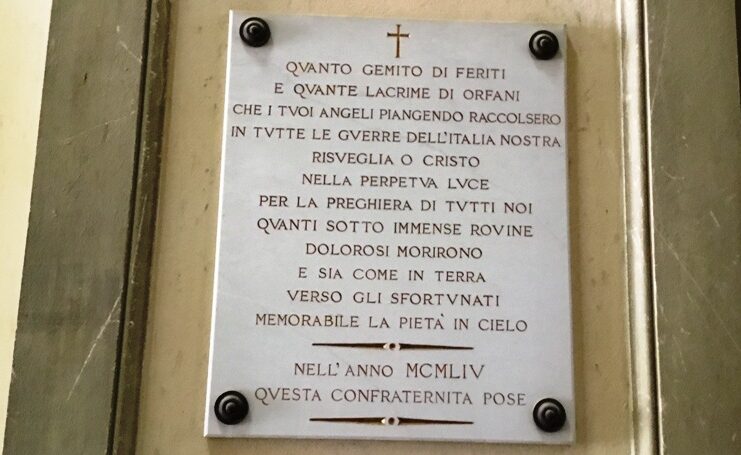 QVANTO GEMITO DI FERITI
E QVANTE LACRIME DI ORFANI
CHE I TVOI ANGELI PIANGENDO RACCOLSERO
IN TVTTE LE GVERRE DELL'ITALIA NOSTRA
RISVEGLIA O CRISTO
NELLA PERPETVA LVCE
PER LA PREGHIERA DI TVTTI NOI
QVANTI SOTTO IMMENSE ROVINE
DOLOROSI MORIRONO
E SIA COME IN TERRA
VERSO GLI SFORTVNATI
MEMORABILE LA PIETA' IN CIELO
NELL'ANNO MCMLIV
QVESTA CONFRATERNITA POSE